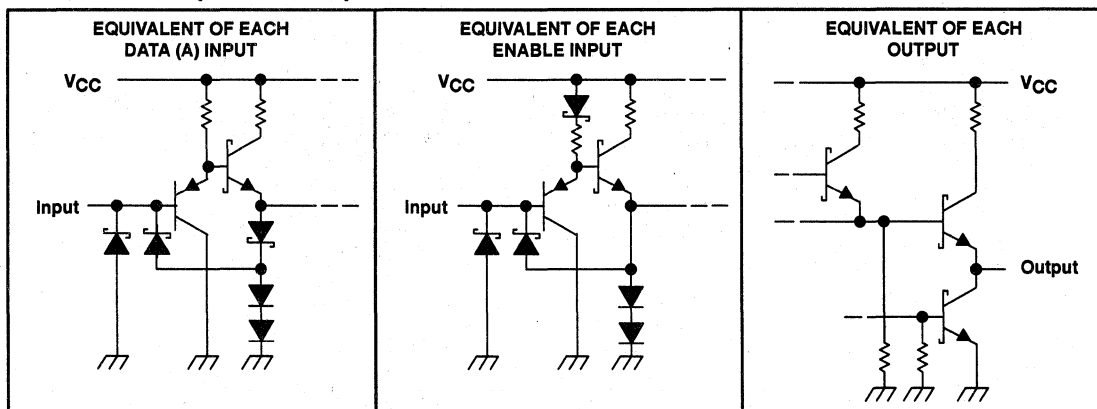 EQUIVALENT OF EACH
DATA (A) INPUT
VCC
Input
EQUIVALENT OF EACH
ENABLE INPUT
VCC
Input
EQUIVALENT OF EACH
OUTPUT
VCC
Output